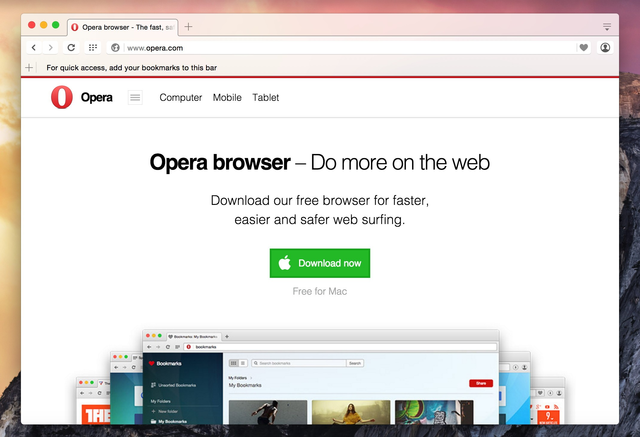 Opera browser - The fast, sa
www.opera.com
For quick access, add your bookmarks to this bar
Opera
Computer Mobile Tablet
Opera browser – Do more on the web
Download our free browser for faster,
easier and safer web surfing.
Download now
Free for Mac
Bookmarks: My Bookmark
bookmarks
Bookmarks
Search bookmarks
Search
Unsorted Bookmarks
My Folders
My Bookmarks
Share
My Folders
New folder
My Bookmarks